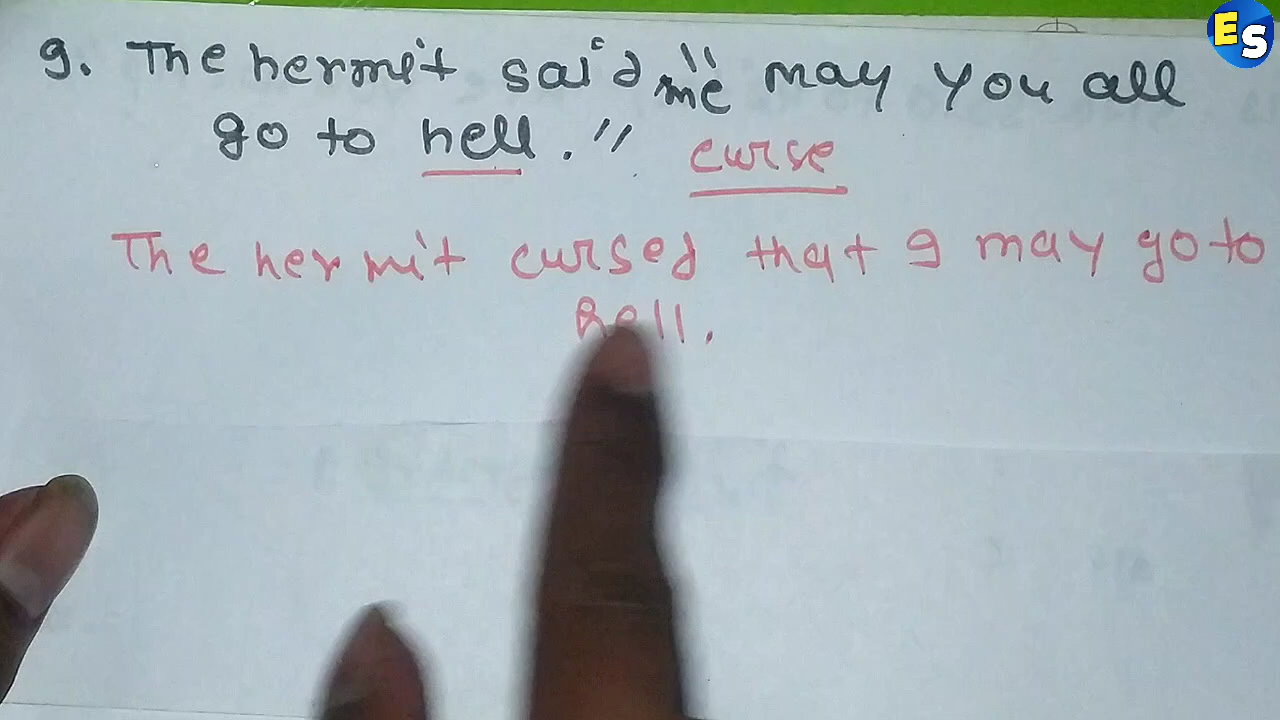 9. The hermit said me " may you all
go to hell."
curse
The hermit cursed that I may go to
hell.
ES